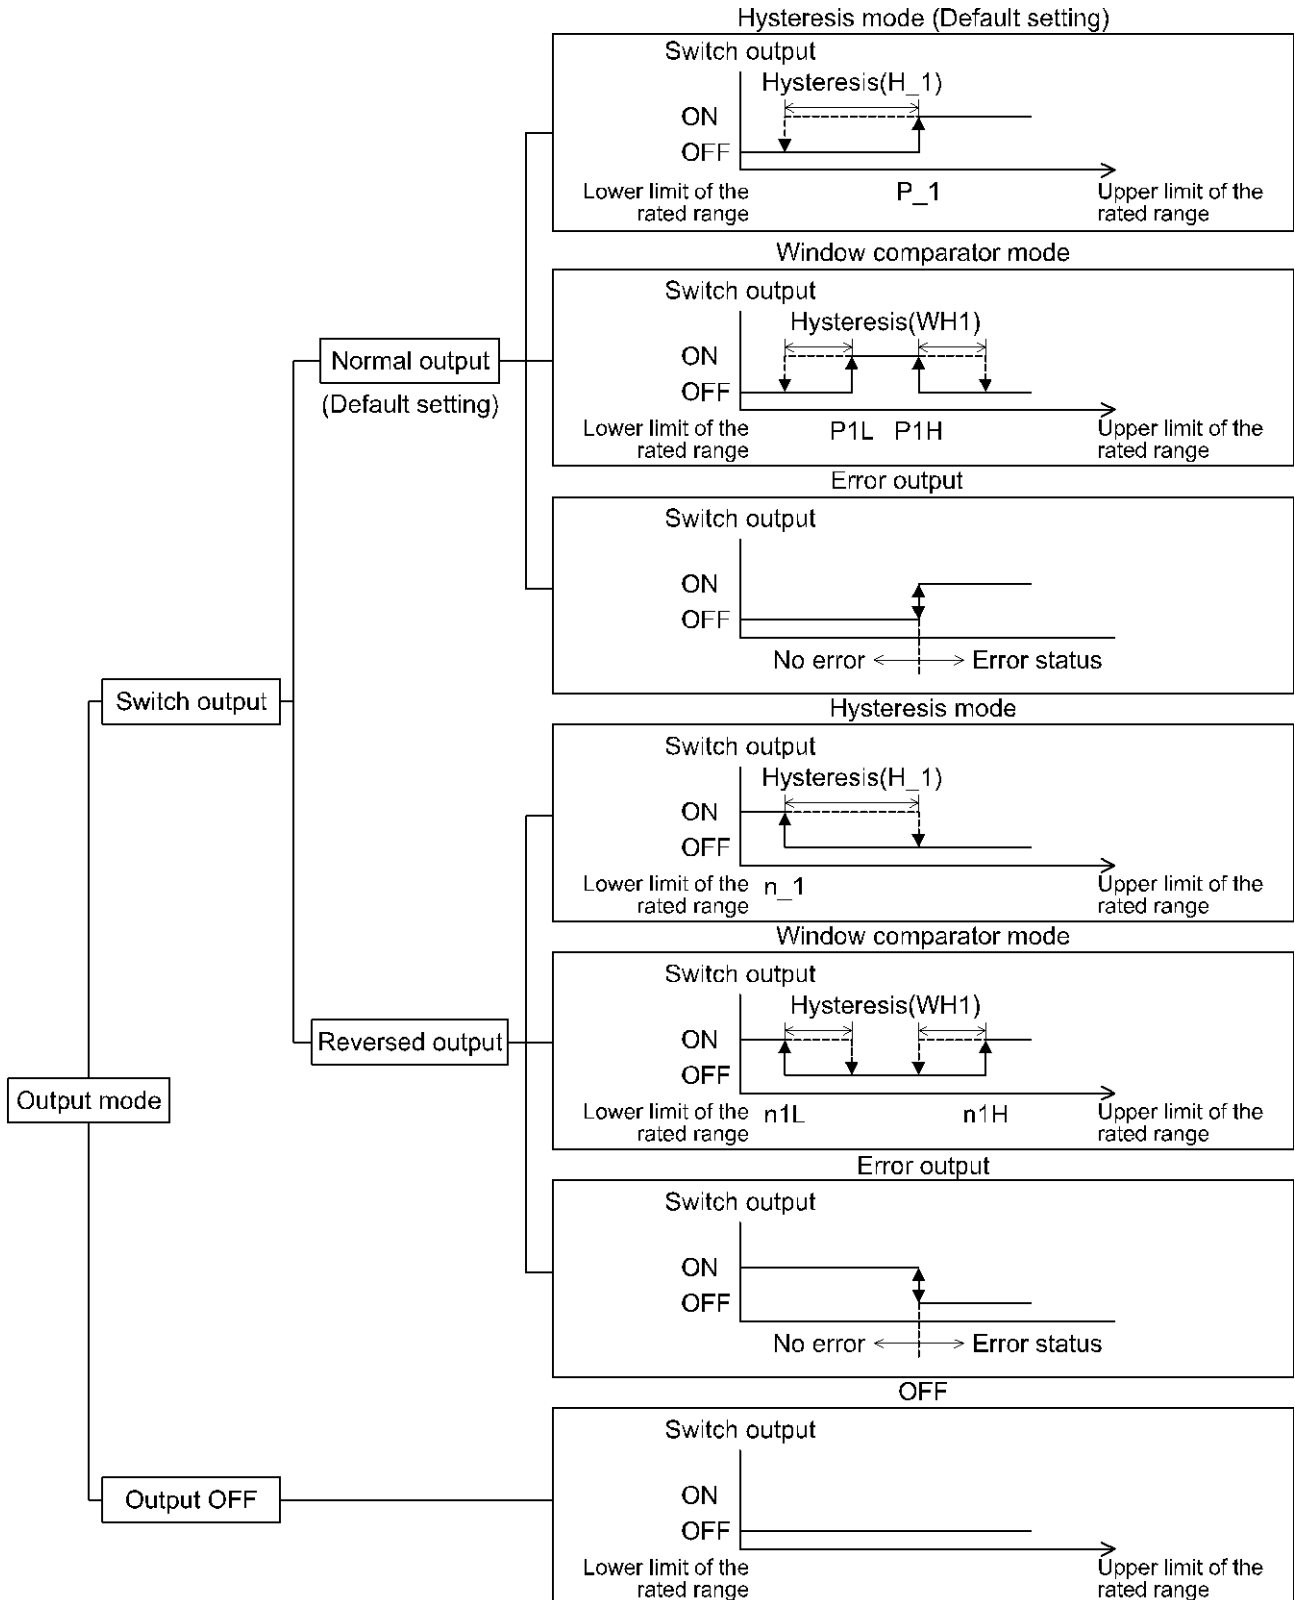 Hysteresis mode (Default setting)
Switch output
Hysteresis(H_1)
ON
OFF
Lower limit of the
rated range
P_1
Upper limit of the
rated range
Window comparator mode
Switch output
Hysteresis(WH1)
ON
OFF
Lower limit of the
rated range
P1L P1H
Upper limit of the
rated range
Normal output
(Default setting)
Error output
Switch output
ON
OFF
No error
Error status
Switch output
Hysteresis mode
Switch output
Hysteresis(H_1)
ON
OFF
Lower limit of the
rated range
n_1
Upper limit of the
rated range
Window comparator mode
Switch output
Hysteresis(WH1)
ON
OFF
Lower limit of the
rated range
n1L
n1H
Upper limit of the
rated range
Reversed output
Output mode
Error output
Switch output
ON
OFF
No error
Error status
OFF
Switch output
ON
OFF
Lower limit of the
rated range
Upper limit of the
rated range
Output OFF